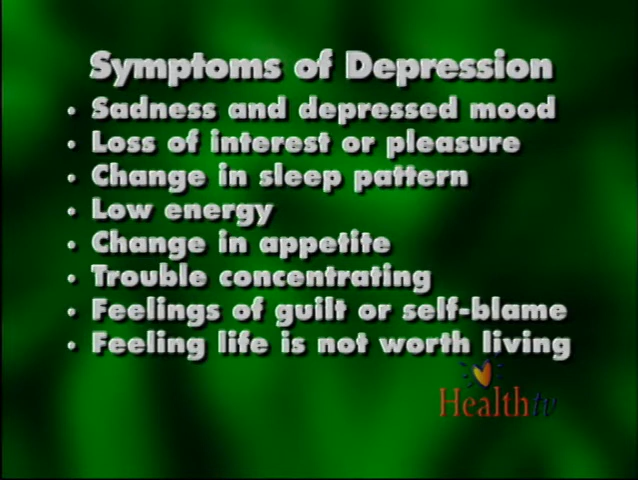 Symptoms of Depression
• Sadness and depressed mood
• Loss of interest or pleasure
• Change in sleep pattern
• Low energy
• Change in appetite
• Trouble concentrating
• Feelings of guilt or self-blame
• Feeling life is not worth living
Healthtv